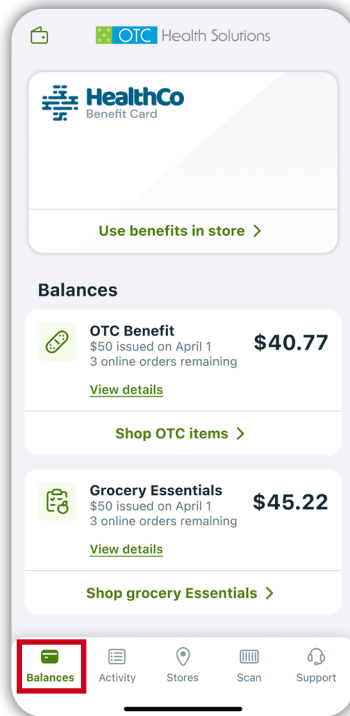 OTC Health Solutions
HealthCo
Benefit Card
Use benefits in store >
Balances
OTC Benefit
$50 issued on April 1
3 online orders remaining
$40.77
View details
Shop OTC items >
Grocery Essentials
$50 issued on April 1
3 online orders remaining
$45.22
View details
Shop grocery Essentials >
Balances
Activity
Stores
Scan
Support